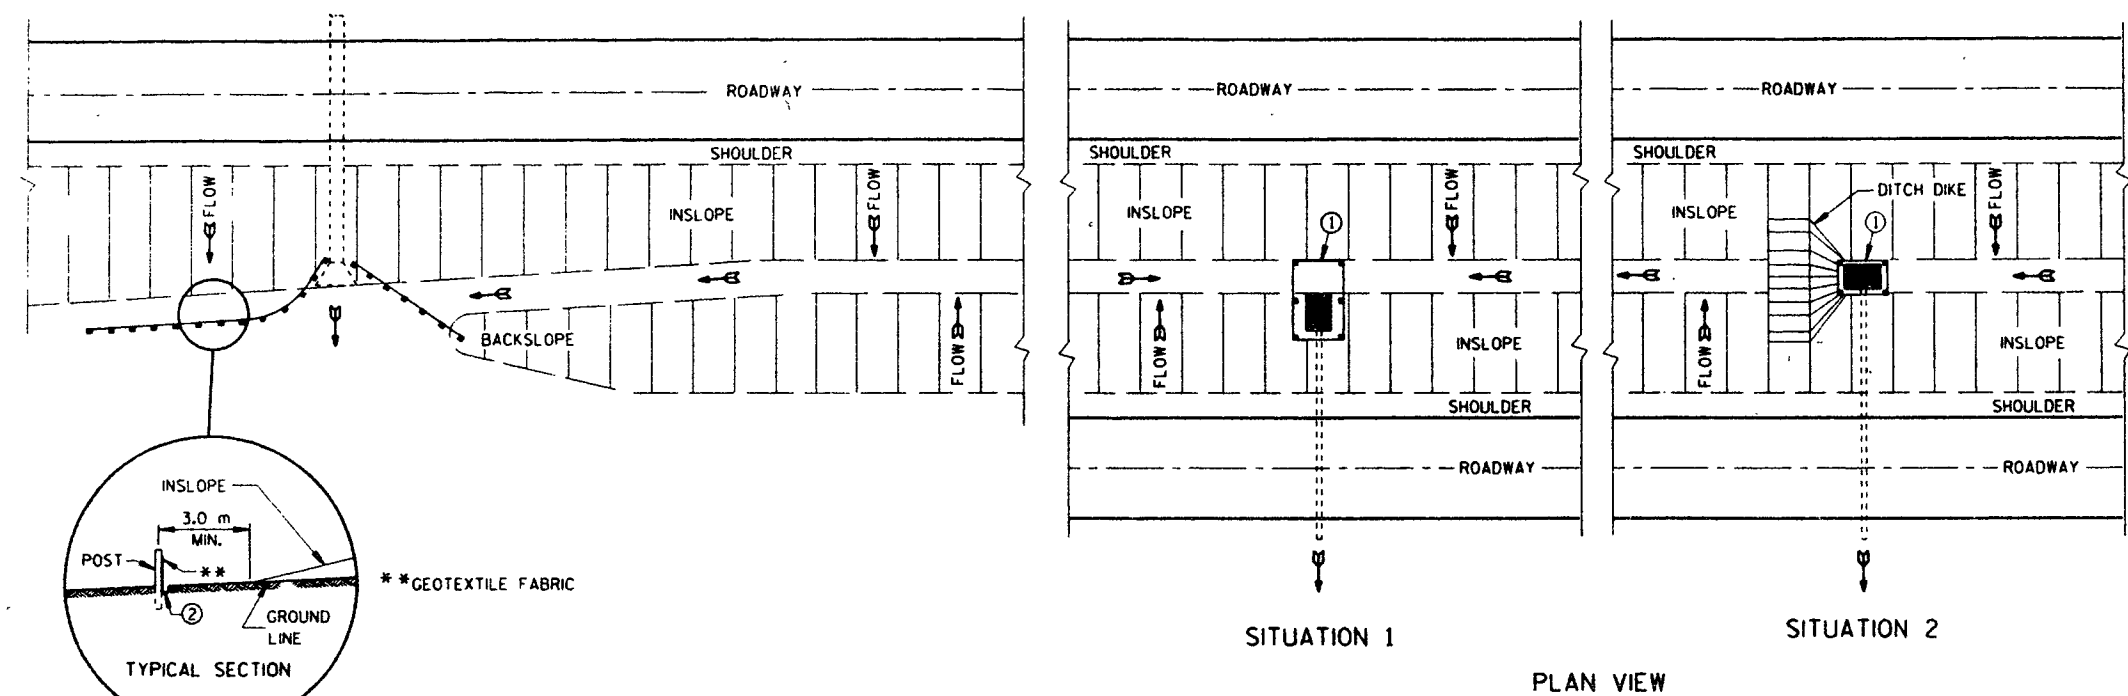 ROADWAY
SHOULDER
FLOW
INSLOPE
FLOW
BACKSLOPE
FLOW
INSLOPE
3.0 m
MIN.
POST
**
2
GROUND
LINE
TYPICAL SECTION
**GEOTEXTILE FABRIC
ROADWAY
SHOULDER
INSLOPE
1
FLOW
FLOW
INSLOPE
SHOULDER
ROADWAY
SITUATION 1
ROADWAY
SHOULDER
DITCH DIKE
INSLOPE
1
FLOW
FLOW
INSLOPE
SHOULDER
ROADWAY
SITUATION 2
PLAN VIEW